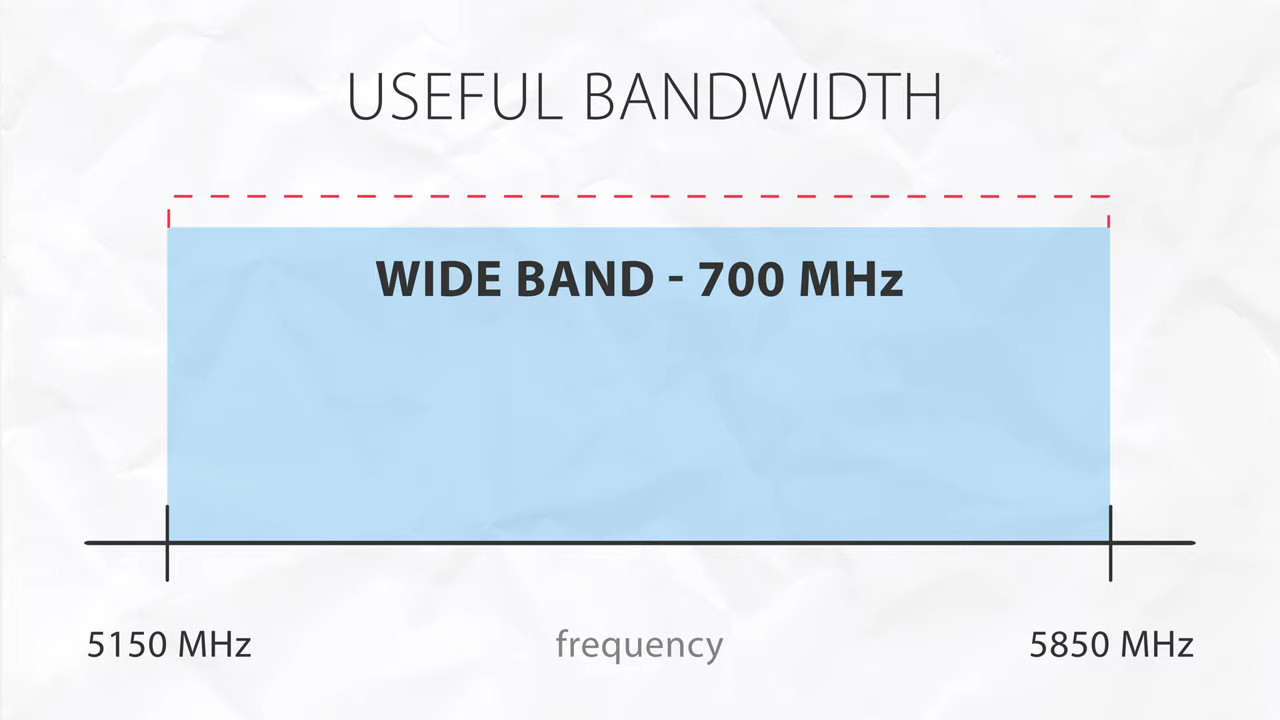 USEFUL BANDWIDTH
WIDE BAND - 700 MHz
5150 MHz
frequency
5850 MHz